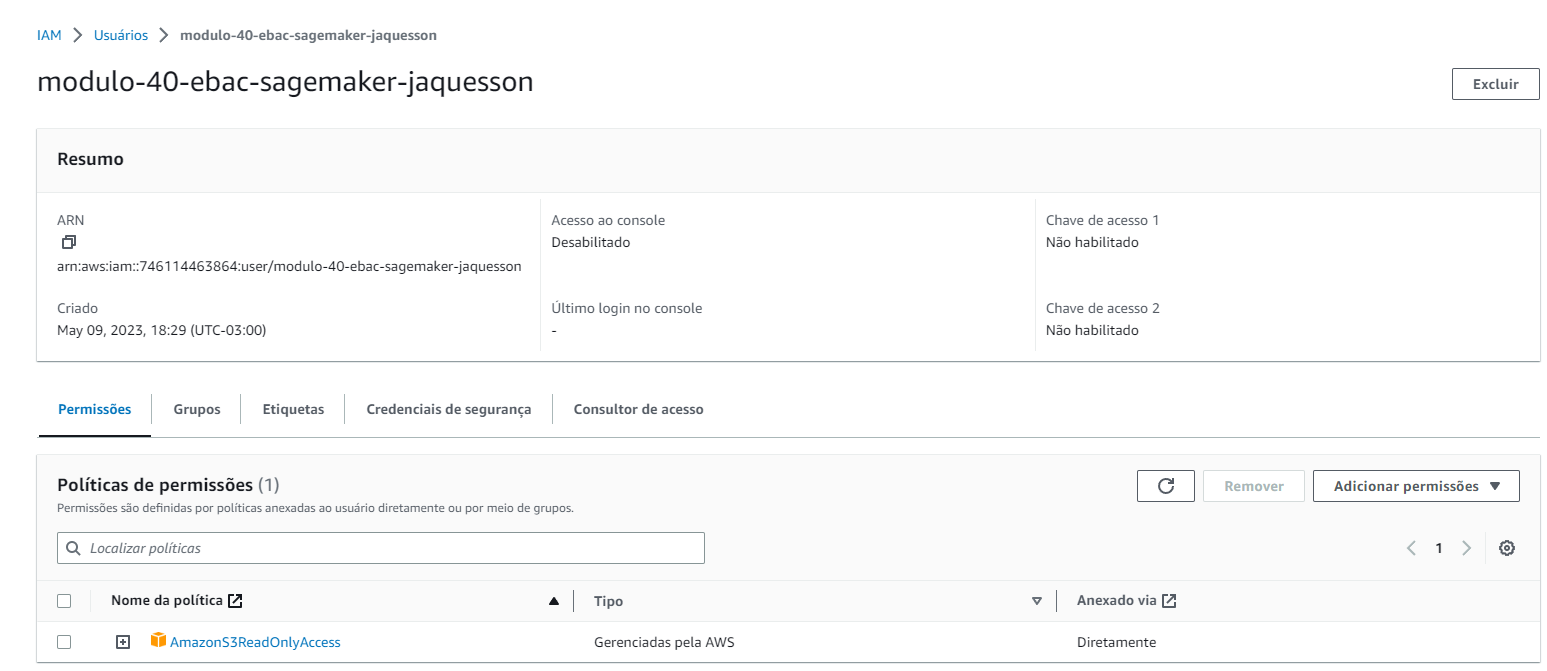 IAM > Usuários > modulo-40-ebac-sagemaker-jaquesson
modulo-40-ebac-sagemaker-jaquesson
Excluir
Resumo
ARN
arn:aws:iam::746114463864:user/modulo-40-ebac-sagemaker-jaquesson
Criado
May 09, 2023, 18:29 (UTC-03:00)
Acesso ao console
Desabilitado
Último login no console
-
Chave de acesso 1
Não habilitado
Chave de acesso 2
Não habilitado
Permissões Grupos Etiquetas Credenciais de segurança Consultor de acesso
Políticas de permissões (1)
Permissões são definidas por políticas anexadas ao usuário diretamente ou por meio de grupos.
Remover
Adicionar permissões
Localizar políticas
1
Nome da política Tipo Anexado via
AmazonS3ReadOnlyAccess Gerenciadas pela AWS Diretamente